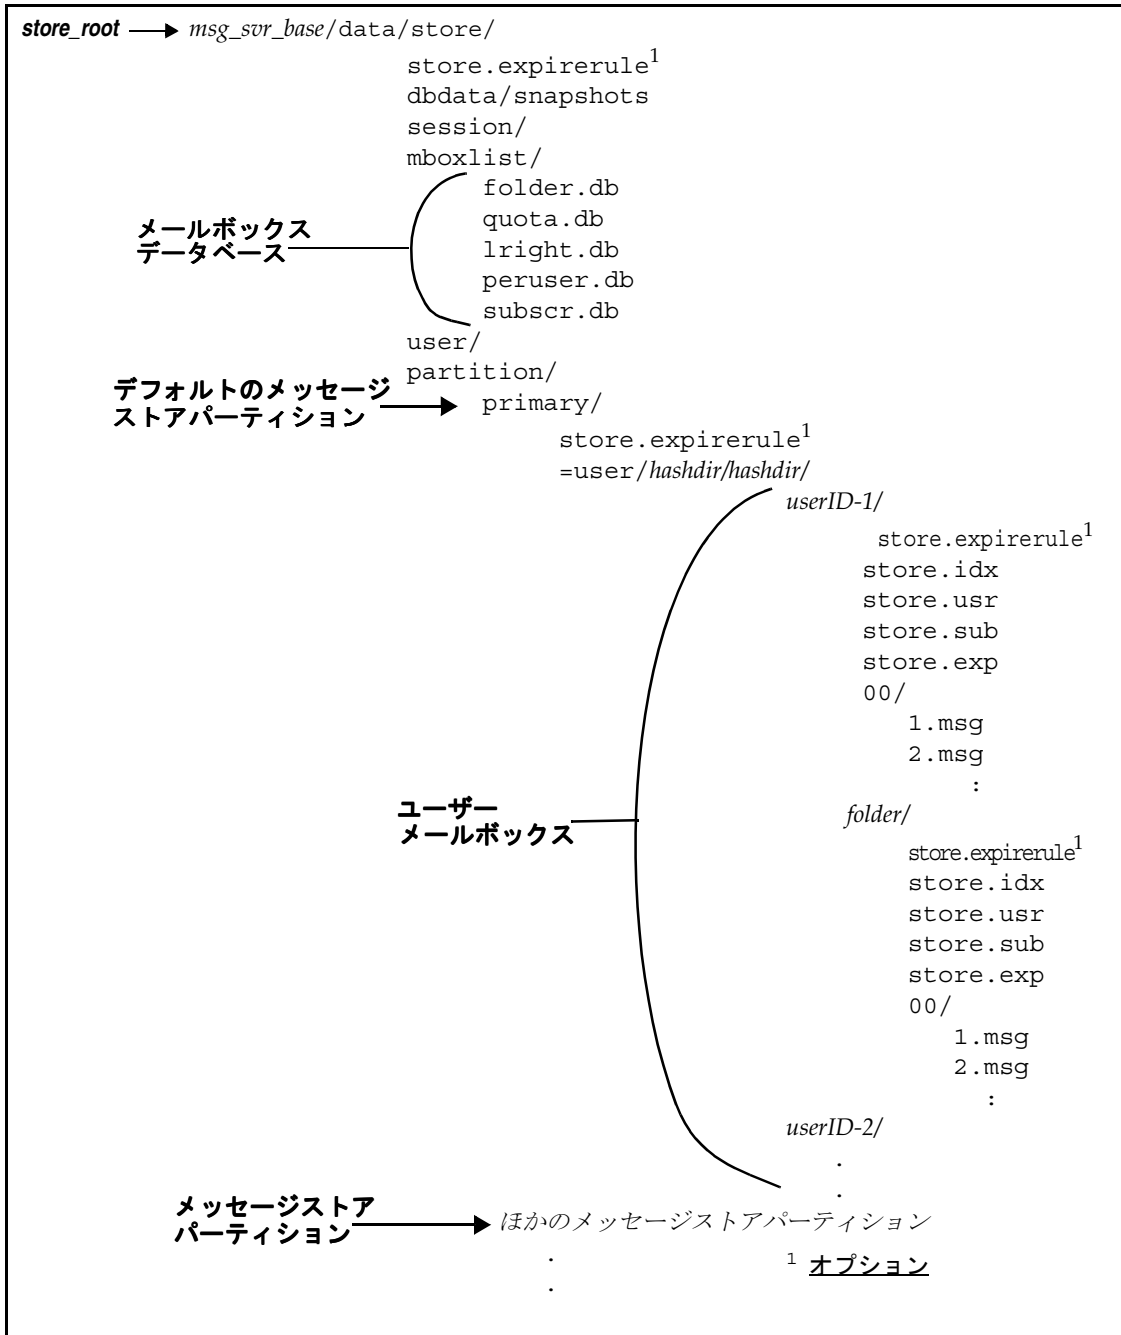 store_root msg_svr_base/data/store/
store.expirerule1
dbdata/snapshots
session/
mboxlist/
folder.db
quota.db
メールボックス
データベース
lright.db
peruser.db
subscr.db
user/
partition/
デフォルトのメッセージ
ストアパーティション
primary/
store.expirerule1
=user/hashdir/hashdir/
userID-1/
store.expirerule1
store.idx
store.usr
store.sub
store.exp
00/
1.msg
2.msg
:
ユーザー
メールボックス
folder/
store.expirerule1
store.idx
store.usr
store.sub
store.exp
00/
1.msg
2.msg
:
userID-2/
.
.
メッセージストア
パーティション
ほかのメッセージストアパーティション
.
.
1 オプション